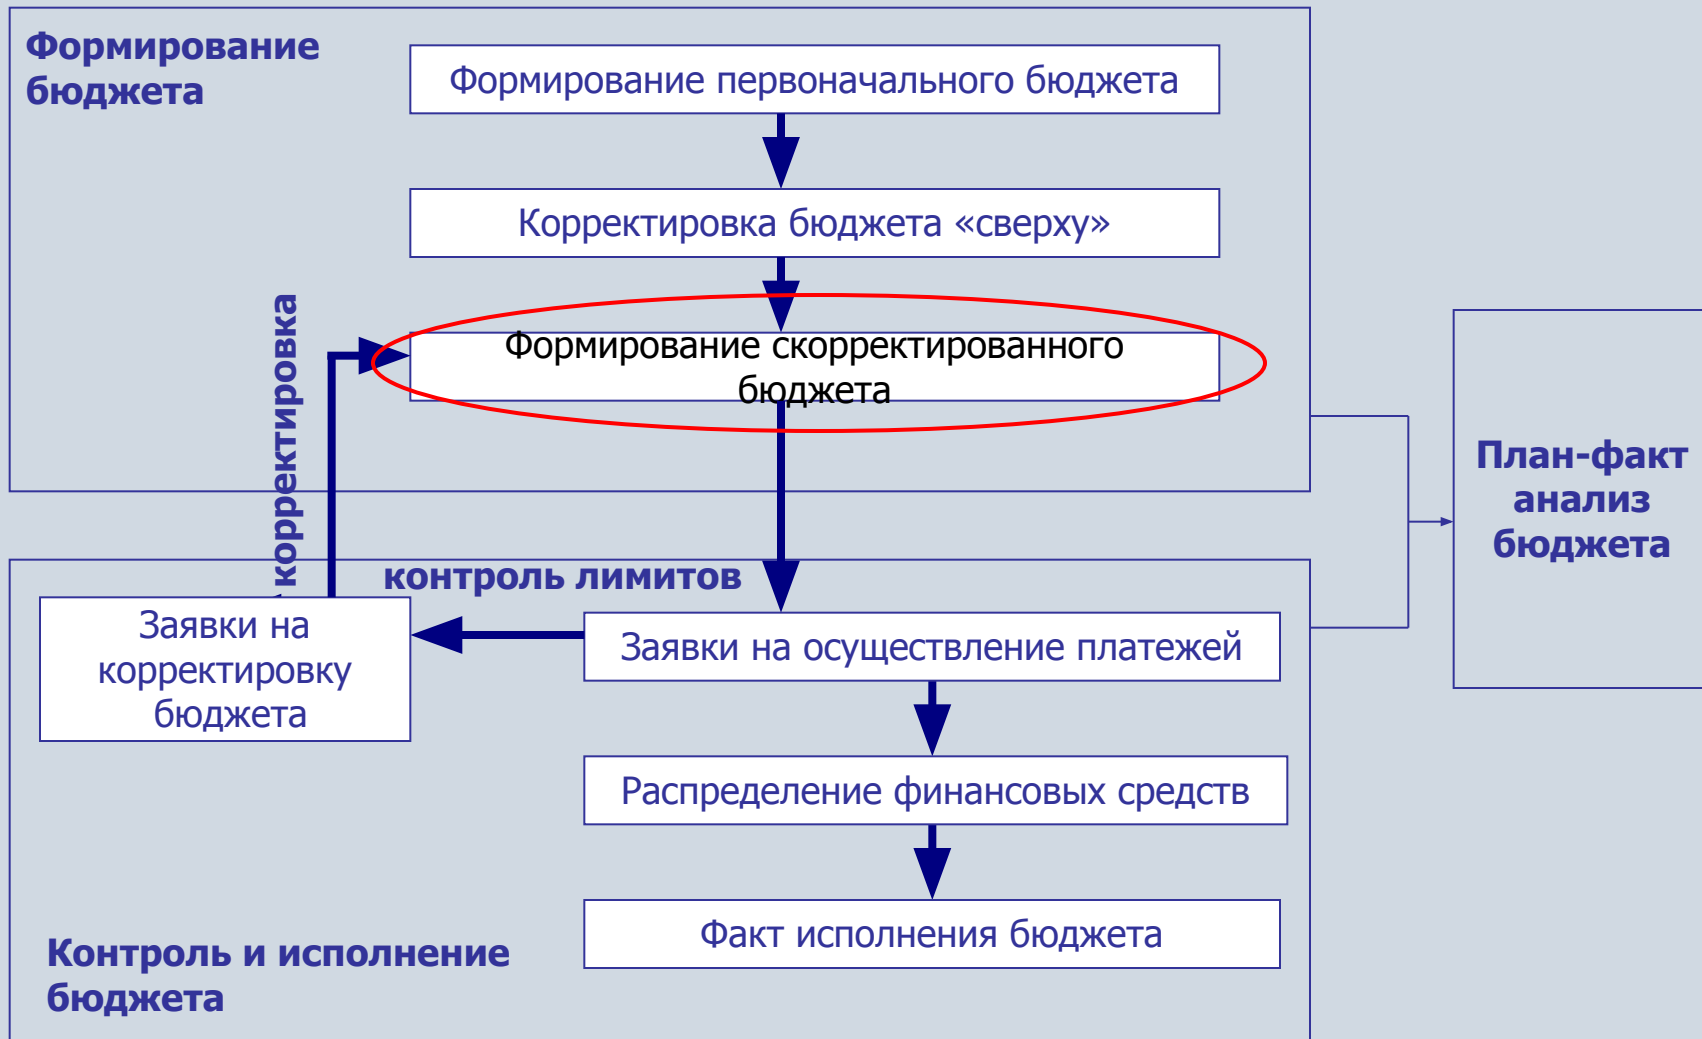 Формирование
бюджета
Формирование первоначального бюджета
Корректировка бюджета «сверху»
Формирование скорректированного
бюджета
корректировка
План-факт
анализ
бюджета
контроль лимитов
Заявки на
корректировку
бюджета
Заявки на осуществление платежей
Распределение финансовых средств
Факт исполнения бюджета
Контроль и исполнение
бюджета